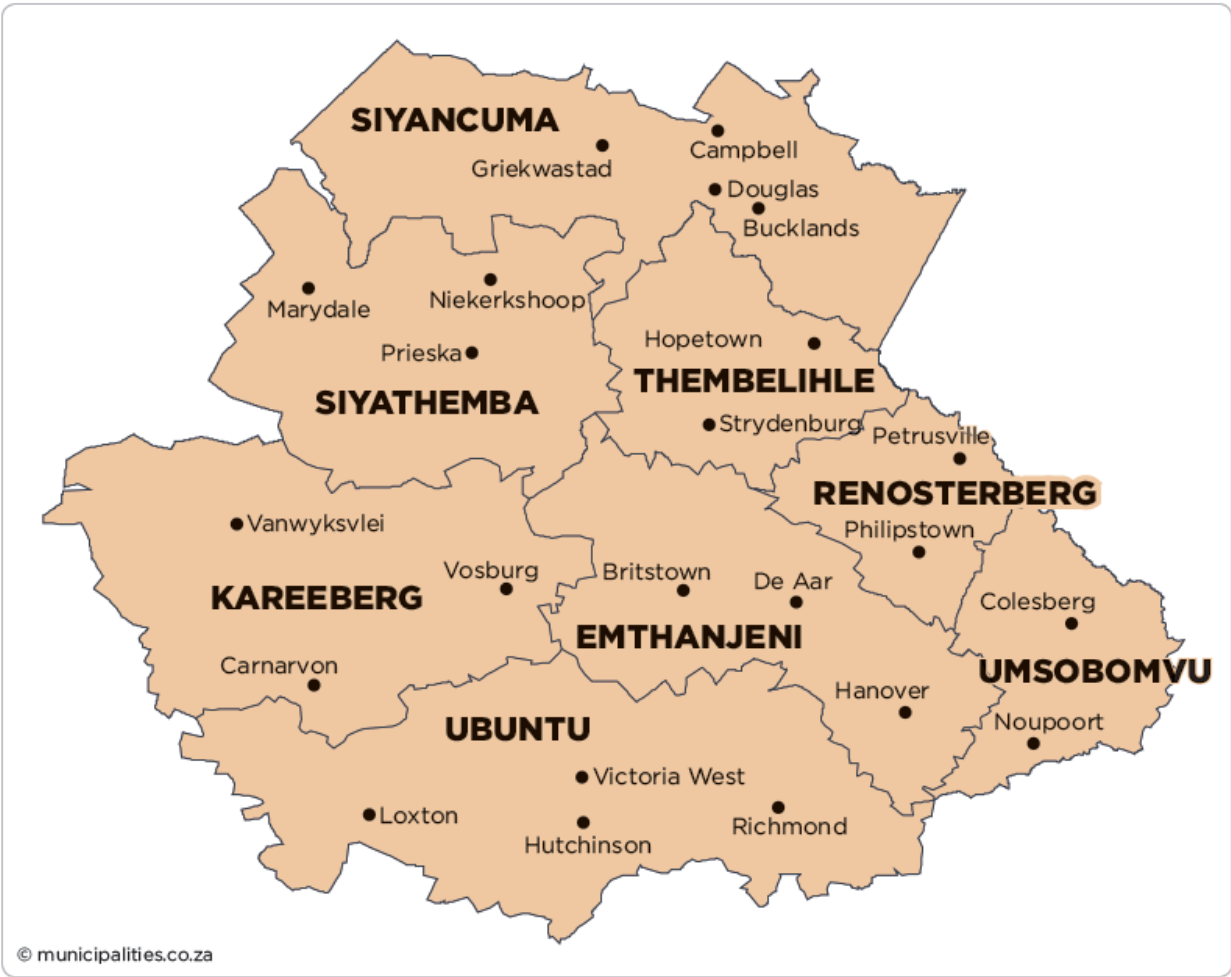 SIYANCUMA
Griekwastad
Campbell
Douglas
Bucklands
Marydale
Niekerkshoop
Prieska
SIYATHEMBA
Hopetown
THEMBELIHLE
Strydenburg
Petrusville
RENOSTERBERG
Philipstown
Vanwyksvlei
Vosburg
KAREEBERG
Carnarvon
Britstown
De Aar
EMTHANJENI
Hanover
Colesberg
UMSOBOMVU
Noupoort
UBUNTU
Victoria West
Loxton
Hutchinson
Richmond
© municipalities.co.za